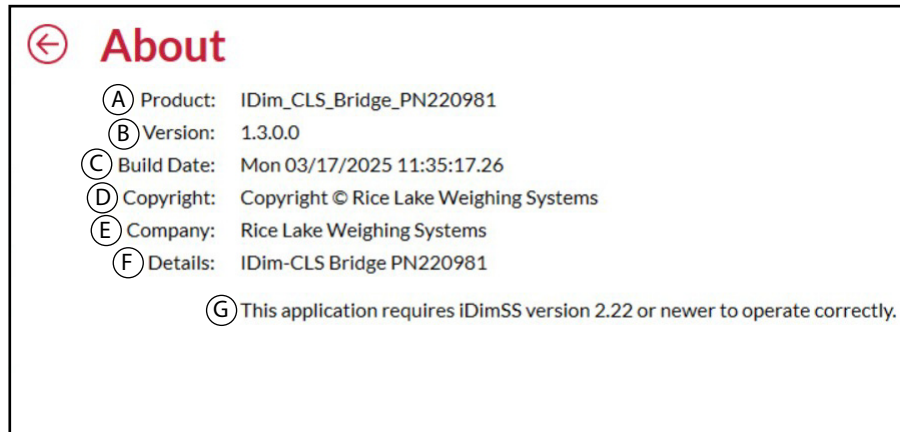 About
A Product: IDim_CLS_Bridge_PN220981
B Version: 1.3.0.0
C Build Date: Mon 03/17/2025 11:35:17.26
D Copyright: Copyright © Rice Lake Weighing Systems
E Company: Rice Lake Weighing Systems
F Details: IDim-CLS Bridge PN220981
G This application requires iDimSS version 2.22 or newer to operate correctly.